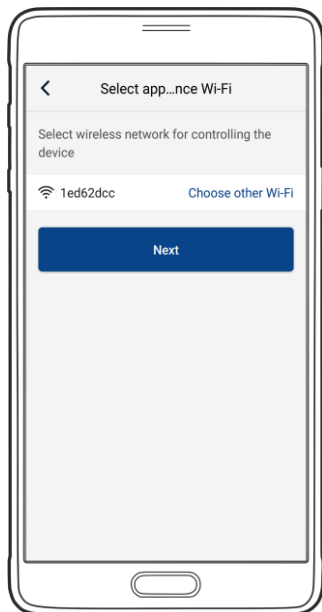 Select app...nce Wi-Fi
Select wireless network for controlling the
device
1ed62dcc Choose other Wi-Fi
Next